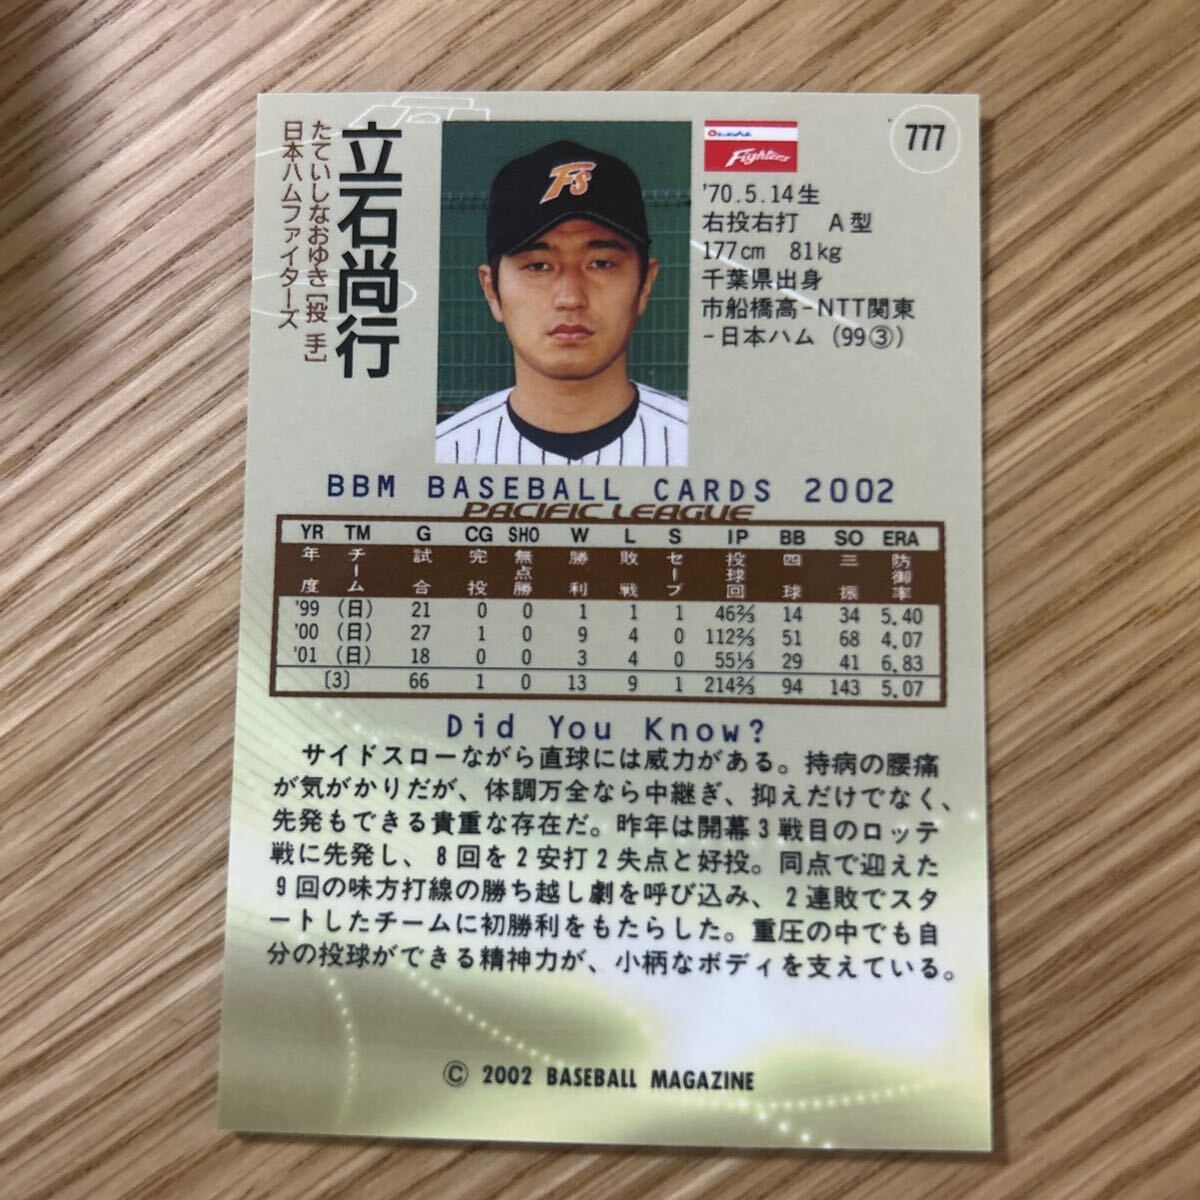 777
立石尚行
たていしなおゆき［投 手］
日本ハムファイターズ
FS
Fighters
'70.5.14生
右投右打　A型
177cm　81kg
千葉県出身
市船橋高-NTT関東
-日本ハム (99③)
BBM BASEBALL CARDS 2002
PACIFIC LEAGUE
YR TM G CG SHO W L S IP BB SO ERA
年度 チーム 試合 完投 無点勝 勝利 敗戦 セーブ 投球回 四球 三振 防御率
'99 (日) 21 0 0 1 1 1 46⅔ 14 34 5.40
'00 (日) 27 1 0 9 4 0 112⅔ 51 68 4.07
'01 (日) 18 0 0 3 4 0 55⅓ 29 41 6.83
[3] 66 1 0 13 9 1 214⅔ 94 143 5.07
Did You Know?
サイドスローながら直球には威力がある。持病の腰痛
が気がかりだが、体調万全なら中継ぎ、抑えだけでなく、
先発もできる貴重な存在だ。昨年は開幕３戦目のロッテ
戦に先発し、８回を２安打２失点と好投。同点で迎えた
９回の味方打線の勝ち越し劇を呼び込み、２連敗でスタ
ートしたチームに初勝利をもたらした。重圧の中でも自
分の投球ができる精神力が、小柄なボディを支えている。
© 2002 BASEBALL MAGAZINE